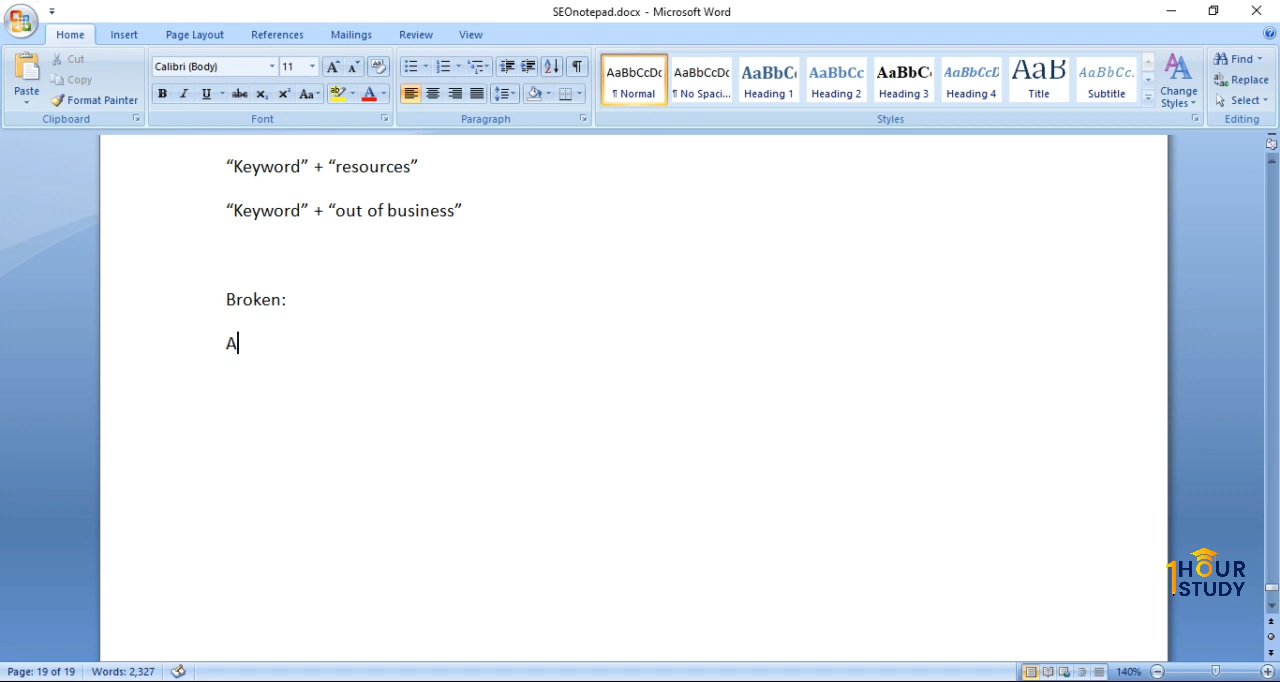 SEOnotepad.docx - Microsoft Word
Home Insert Page Layout References Mailings Review View
Paste
Cut
Copy
Format Painter
Clipboard
Calibri (Body) 11
Font
Paragraph
AaBbCcDc AaBbCcDc AaBbC AaBbCc AaBbC AaBbCcD AaB AaBbCc.
¶ Normal ¶ No Spaci... Heading 1 Heading 2 Heading 3 Heading 4 Title Subtitle
Change
Styles
Styles
Find
Replace
Select
Editing
“Keyword” + “resources”
“Keyword” + “out of business”
Broken:
A
1HOUR
STUDY
Page: 19 of 19 Words: 2,327 140%